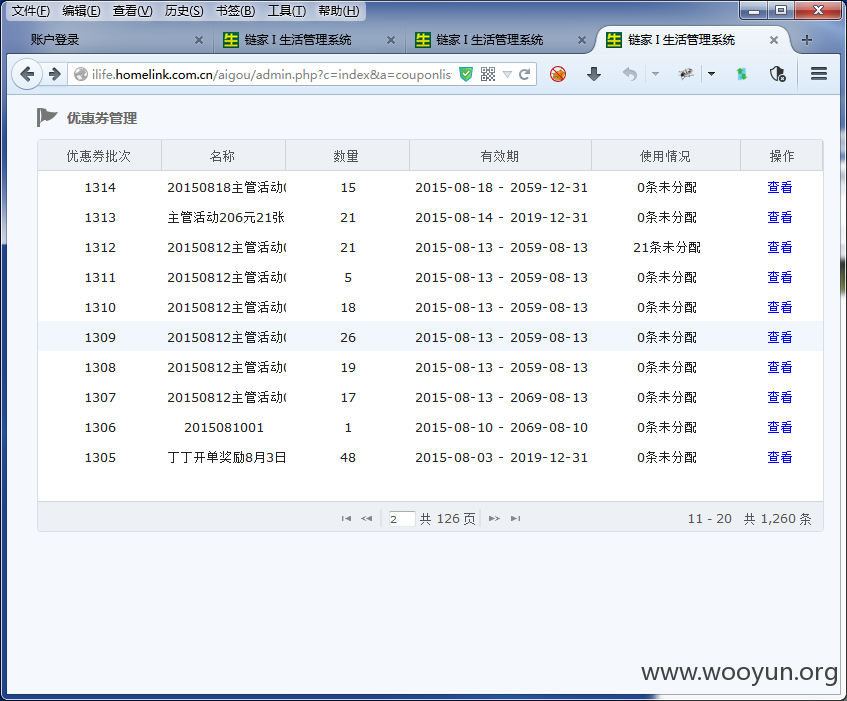 文件(F) 编辑(E) 查看(V) 历史(S) 书签(B) 工具(T) 帮助(H)
账户登录 链家 I 生活管理系统 链家 I 生活管理系统 链家 I 生活管理系统
ilife.homelink.com.cn/aigou/admin.php?c=index&a=couponlis
优惠券管理
优惠券批次 名称 数量 有效期 使用情况 操作
1314 20150818主管活动 15 2015-08-18 - 2059-12-31 0条未分配 查看
1313 主管活动206元21张 21 2015-08-14 - 2019-12-31 0条未分配 查看
1312 20150812主管活动 21 2015-08-13 - 2059-08-13 21条未分配 查看
1311 20150812主管活动 5 2015-08-13 - 2059-08-13 0条未分配 查看
1310 20150812主管活动 18 2015-08-13 - 2059-08-13 0条未分配 查看
1309 20150812主管活动 26 2015-08-13 - 2059-08-13 0条未分配 查看
1308 20150812主管活动 19 2015-08-13 - 2059-08-13 0条未分配 查看
1307 20150812主管活动 17 2015-08-13 - 2069-08-13 0条未分配 查看
1306 2015081001 1 2015-08-10 - 2069-08-10 0条未分配 查看
1305 丁丁开单奖励8月3日 48 2015-08-03 - 2019-12-31 0条未分配 查看
2 共 126 页 11 - 20 共 1,260 条
www.wooyun.org